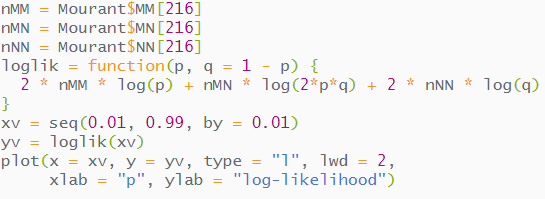 nMM = Mourant$MM[216]
nMN = Mourant$MN[216]
nNN = Mourant$NN[216]
loglik = function(p, q = 1 - p) {
  2 * nMM * log(p) + nMN * log(2*p*q) + 2 * nNN * log(q)
}
xv = seq(0.01, 0.99, by = 0.01)
yv = loglik(xv)
plot(x = xv, y = yv, type = "l", lwd = 2,
     xlab = "p", ylab = "log-likelihood")